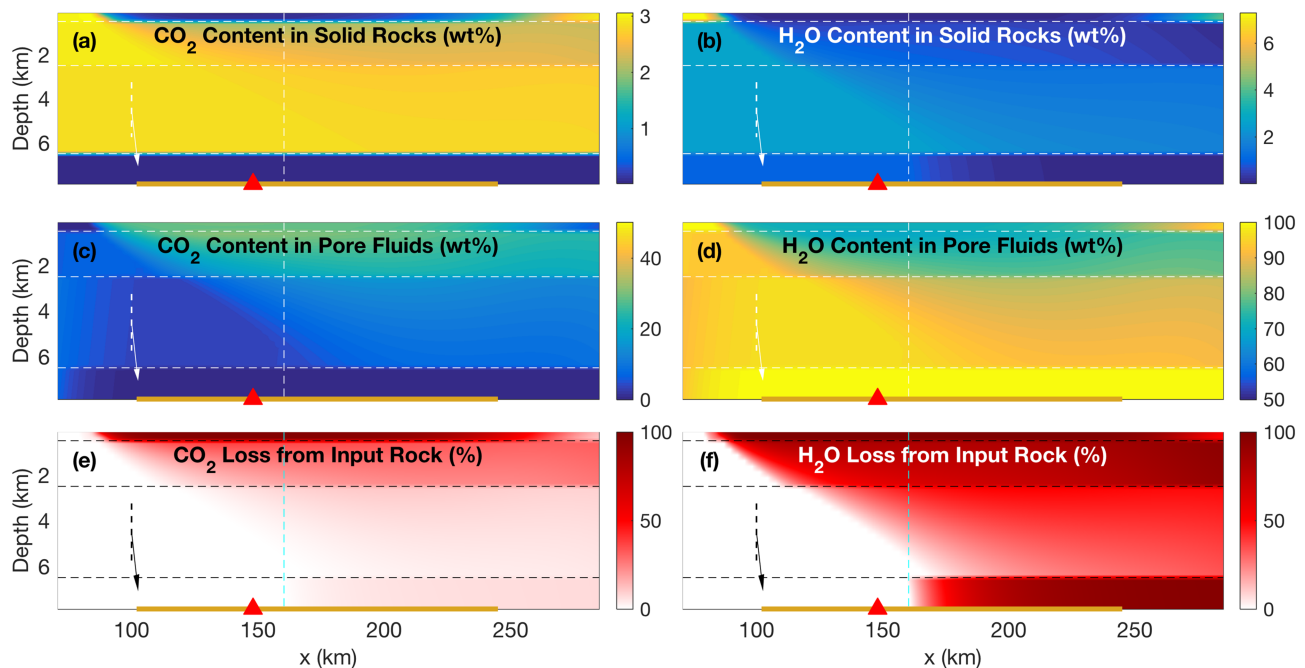 (a) CO2 Content in Solid Rocks (wt%)
Depth (km)
2
4
6
3
2
1
(b) H2O Content in Solid Rocks (wt%)
6
4
2
(c) CO2 Content in Pore Fluids (wt%)
Depth (km)
2
4
6
40
20
0
(d) H2O Content in Pore Fluids (wt%)
100
90
80
70
60
50
(e) CO2 Loss from Input Rock (%)
Depth (km)
2
4
6
100
50
0
100 150 200 250
x (km)
(f) H2O Loss from Input Rock (%)
100
50
0
100 150 200 250
x (km)